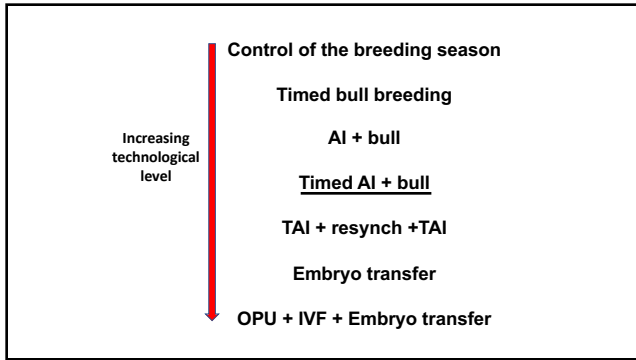 Control of the breeding season
Timed bull breeding
AI + bull
Timed AI + bull
TAI + resynch +TAI
Embryo transfer
OPU + IVF + Embryo transfer
Increasing
technological
level